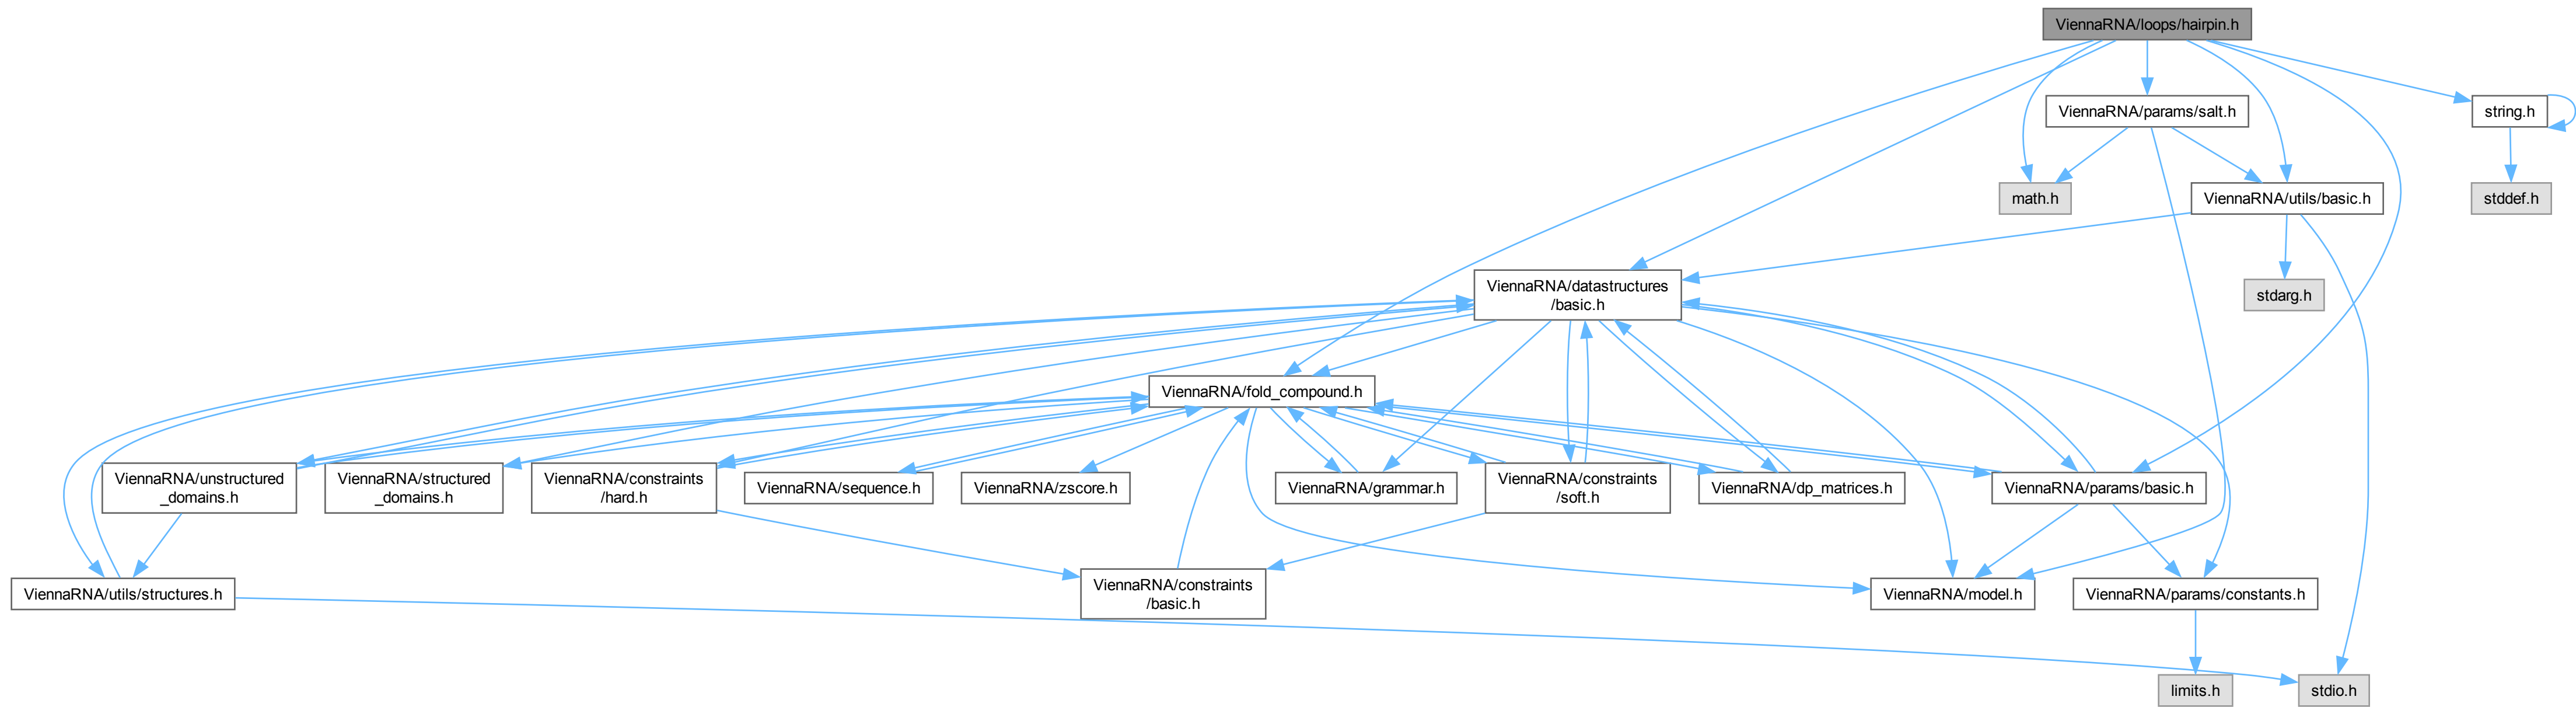 ViennaRNA/loops/hairpin.h
ViennaRNA/params/salt.h
string.h
math.h
ViennaRNA/utils/basic.h
stddef.h
ViennaRNA/datastructures
/basic.h
stdarg.h
ViennaRNA/fold_compound.h
ViennaRNA/unstructured
_domains.h
ViennaRNA/structured
_domains.h
ViennaRNA/constraints
/hard.h
ViennaRNA/sequence.h
ViennaRNA/zscore.h
ViennaRNA/grammar.h
ViennaRNA/constraints
/soft.h
ViennaRNA/dp_matrices.h
ViennaRNA/params/basic.h
ViennaRNA/utils/structures.h
ViennaRNA/constraints
/basic.h
ViennaRNA/model.h
ViennaRNA/params/constants.h
limits.h
stdio.h